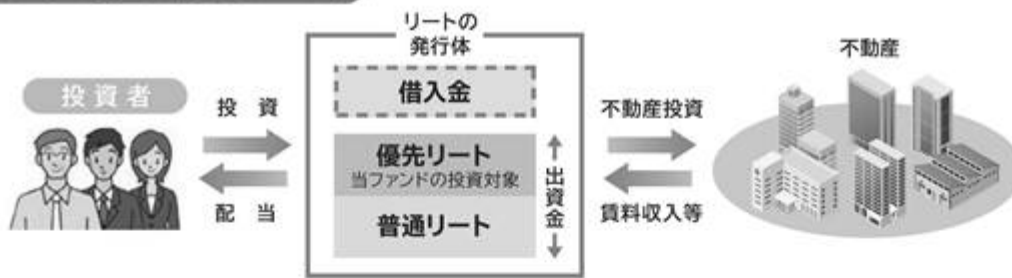 リートの
発行体
不動産
投資者
投資
借入金
不動産投資
優先リート
当ファンドの投資対象
出資金
配当
普通リート
賃料収入等